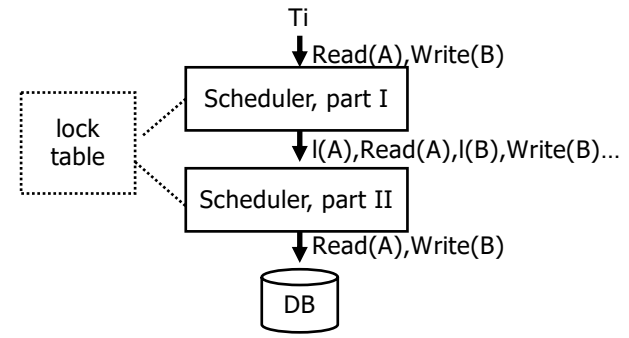 Ti
Read(A),Write(B)
Scheduler, part I
lock
table
l(A),Read(A),l(B),Write(B)…
Scheduler, part II
Read(A),Write(B)
DB